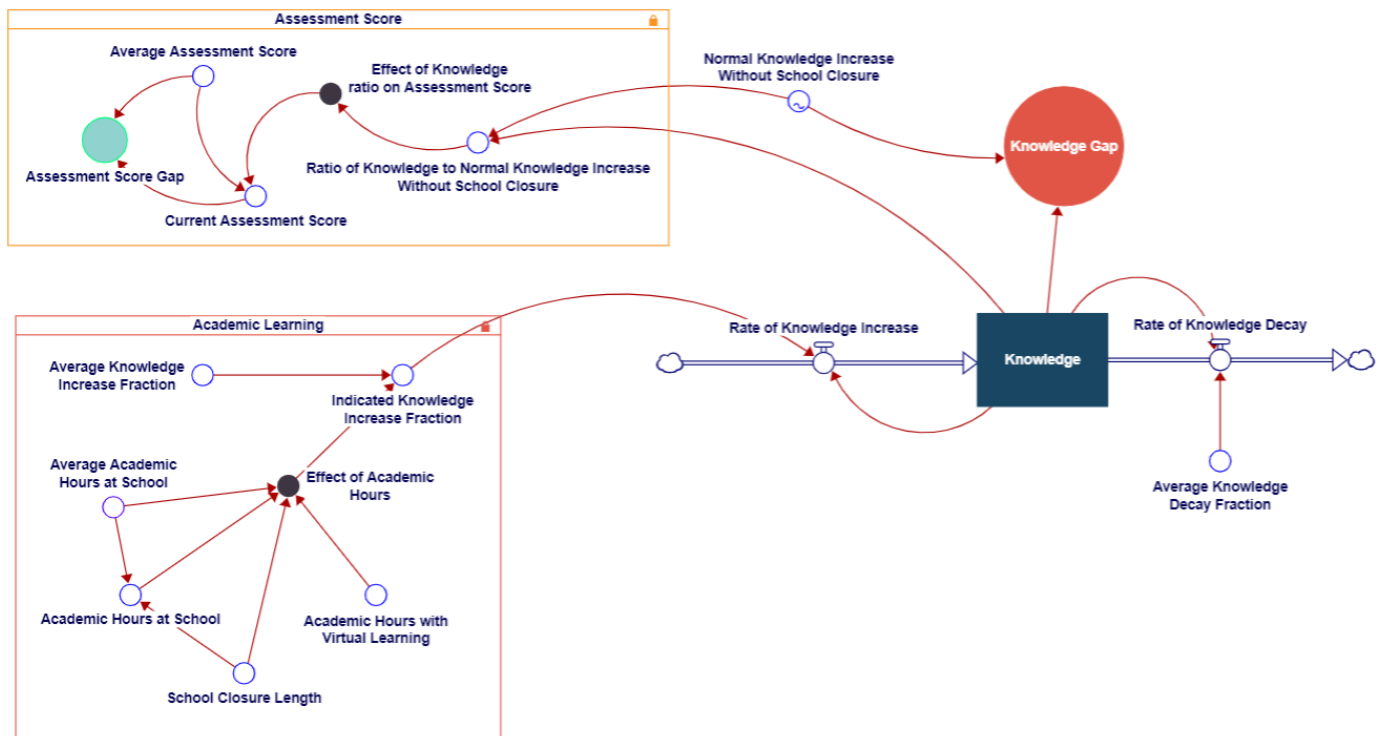 Assessment Score
Average Assessment Score
Effect of Knowledge
ratio on Assessment Score
Normal Knowledge Increase
Without School Closure
Knowledge Gap
Assessment Score Gap
Ratio of Knowledge to Normal Knowledge Increase
Without School Closure
Current Assessment Score
Academic Learning
Rate of Knowledge Increase
Rate of Knowledge Decay
Knowledge
Average Knowledge
Increase Fraction
Indicated Knowledge
Increase Fraction
Average Academic
Hours at School
Effect of Academic
Hours
Average Knowledge
Decay Fraction
Academic Hours at School
Academic Hours with
Virtual Learning
School Closure Length